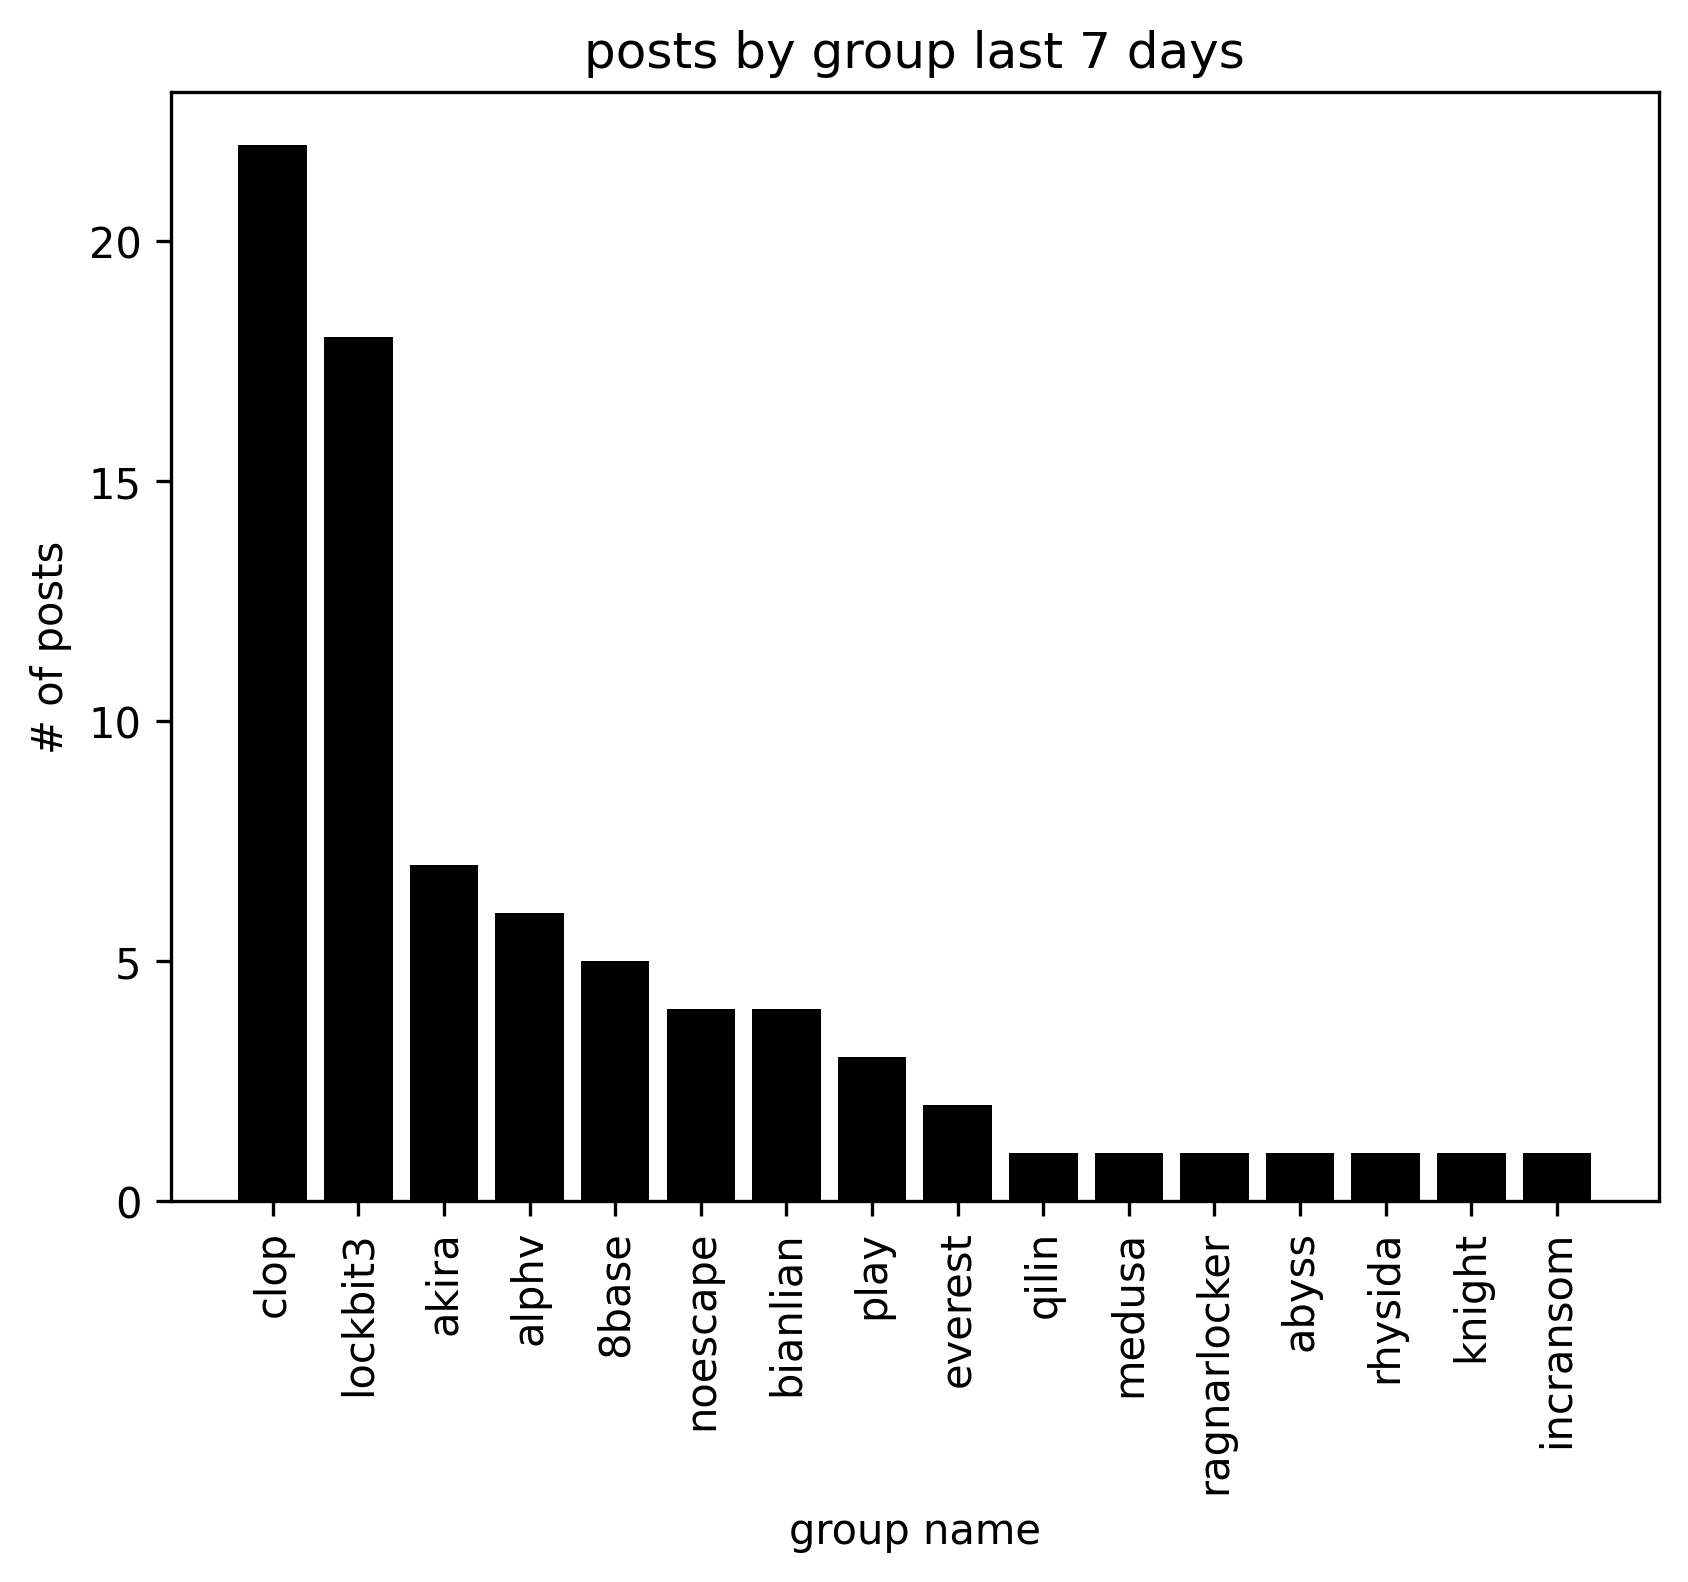 posts by group last 7 days
# of posts
20
15
10
5
0
clop
lockbit3
akira
alphv
8base
noescape
bianlian
play
everest
qilin
medusa
ragnarlocker
abyss
rhysida
knight
incransom
group name